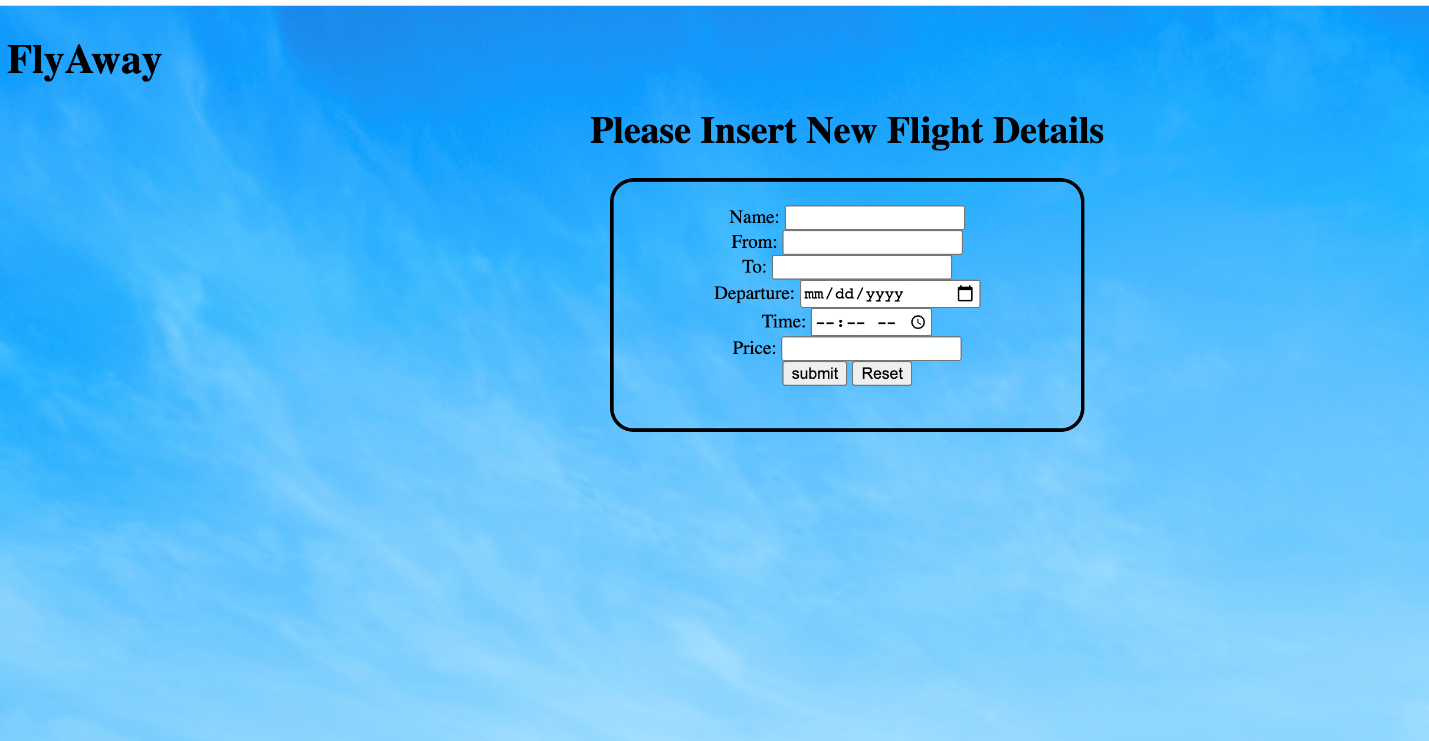 FlyAway
Please Insert New Flight Details
Name:
From:
To:
Departure: mm/dd/yyyy
Time: --:-- --
Price:
submit Reset